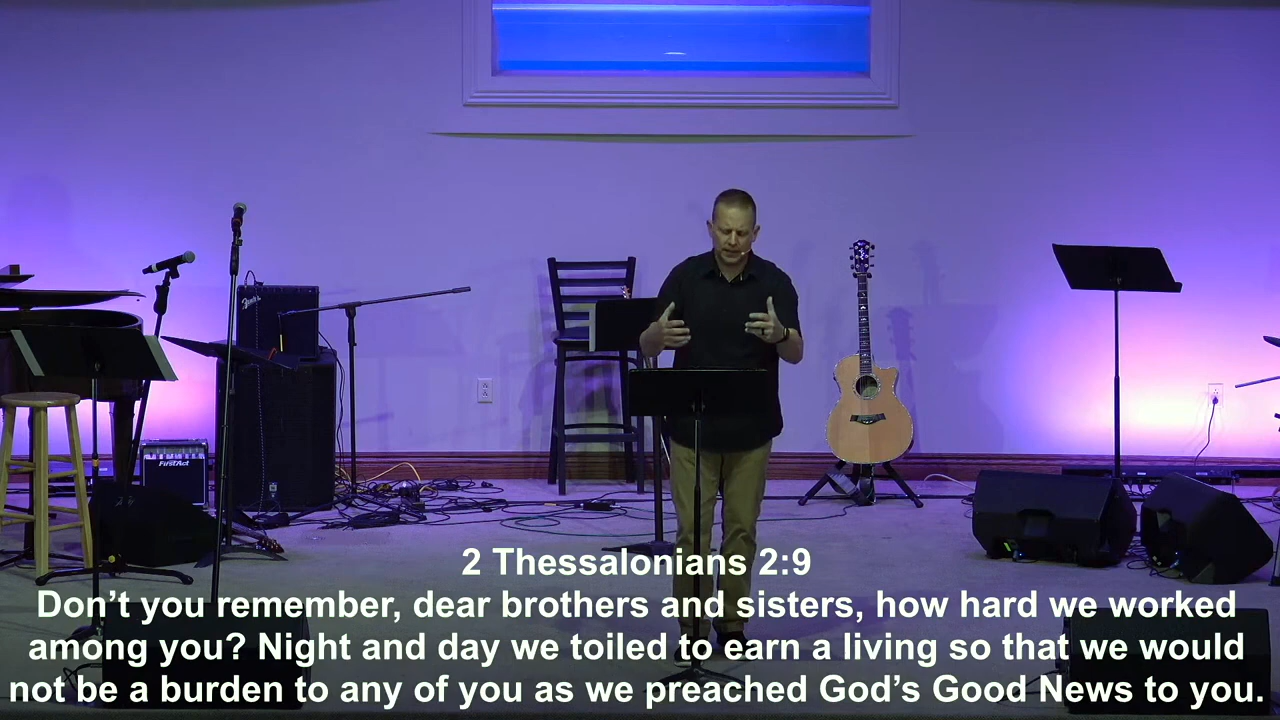 Fender
FirstAct
2 Thessalonians 2:9
Don’t you remember, dear brothers and sisters, how hard we worked
among you? Night and day we toiled to earn a living so that we would
not be a burden to any of you as we preached God’s Good News to you.